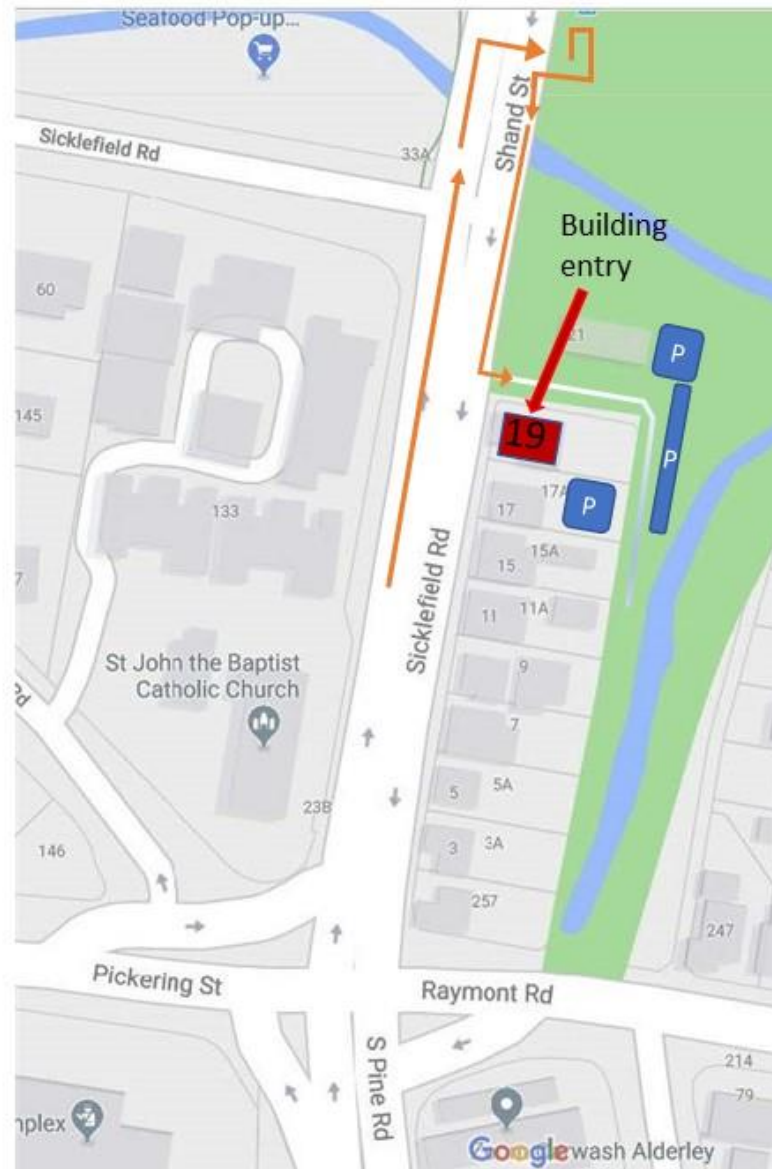 Seafood Pop-up...
Sicklefield Rd
33A
Shand St
Building
entry
60
21
P
145
19
P
17A
17
P
133
15A
15
11A
11
Sicklefield Rd
9
St John the Baptist
Catholic Church
7
5A
5
23B
3A
3
146
257
247
Pickering St
Raymont Rd
S Pine Rd
214
79
Google
wash Alderley